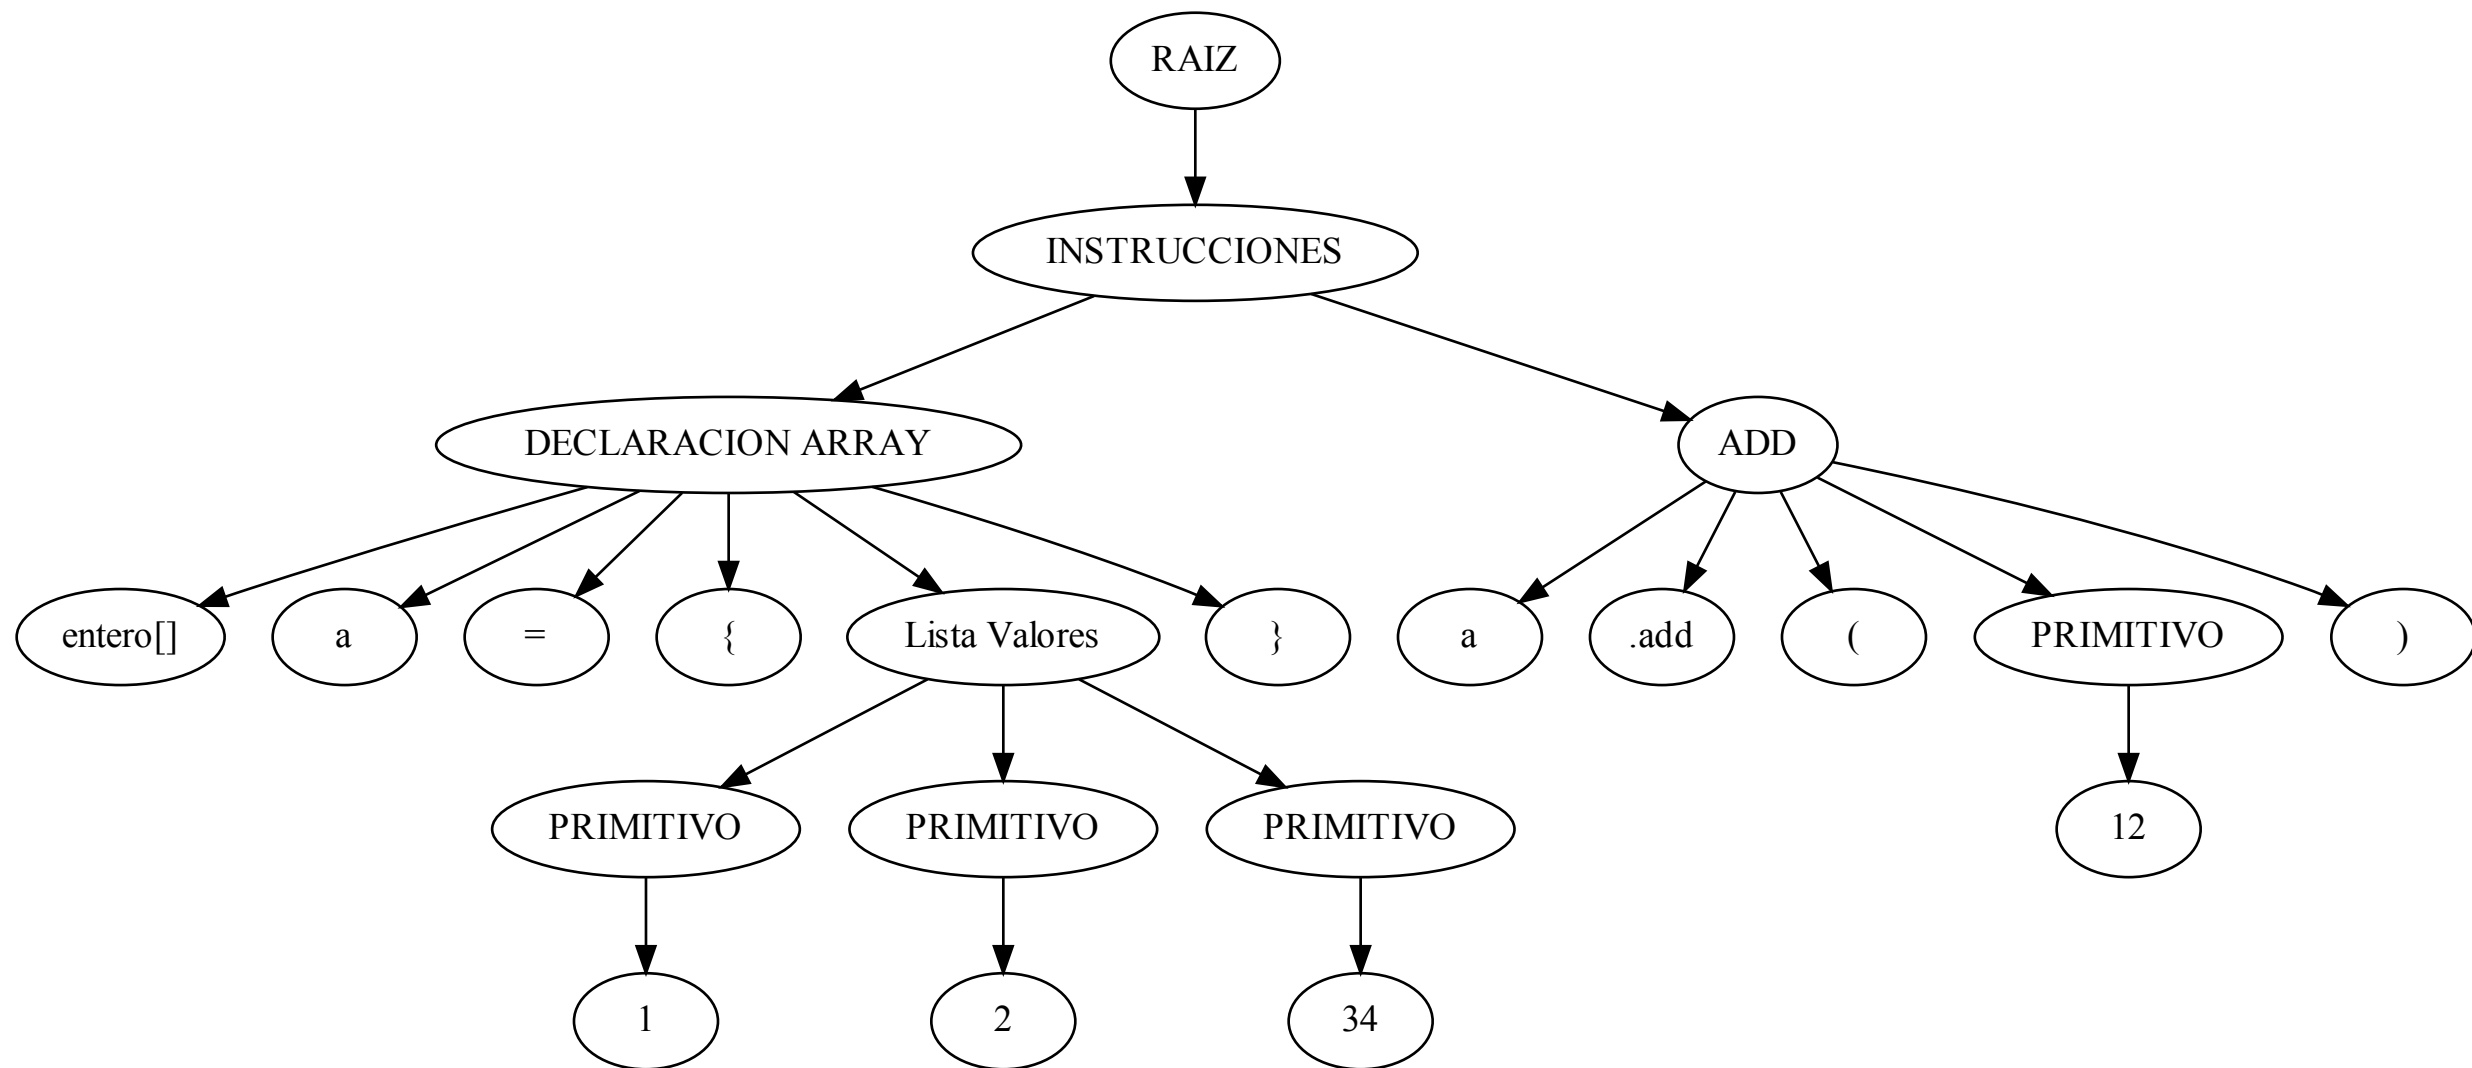 RAIZ
INSTRUCCIONES
DECLARACION ARRAY
ADD
entero[]
a
=
{
Lista Valores
}
a
.add
(
PRIMITIVO
)
PRIMITIVO
PRIMITIVO
PRIMITIVO
12
1
2
34